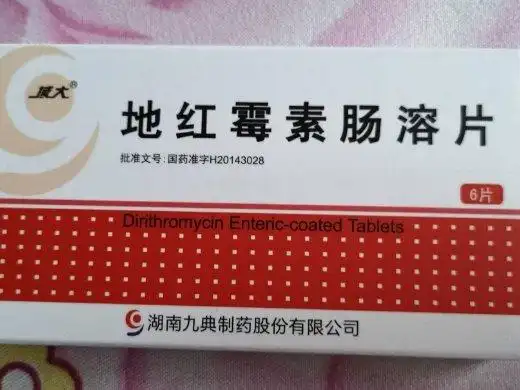 域大®
地红霉素肠溶片
批准文号:国药准字H20143028
6片
Dirithromycin Enteric-coated Tablets
湖南九典制药股份有限公司